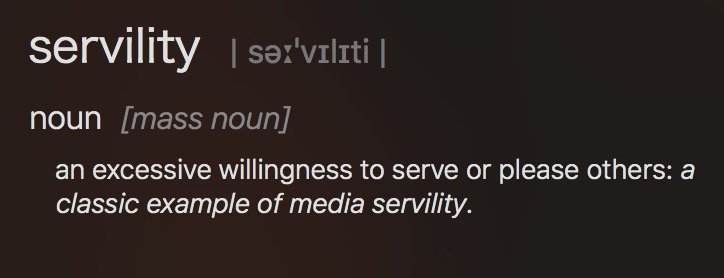 servility | səːˈvɪlɪti |
noun [mass noun]
an excessive willingness to serve or please others: a
classic example of media servility.